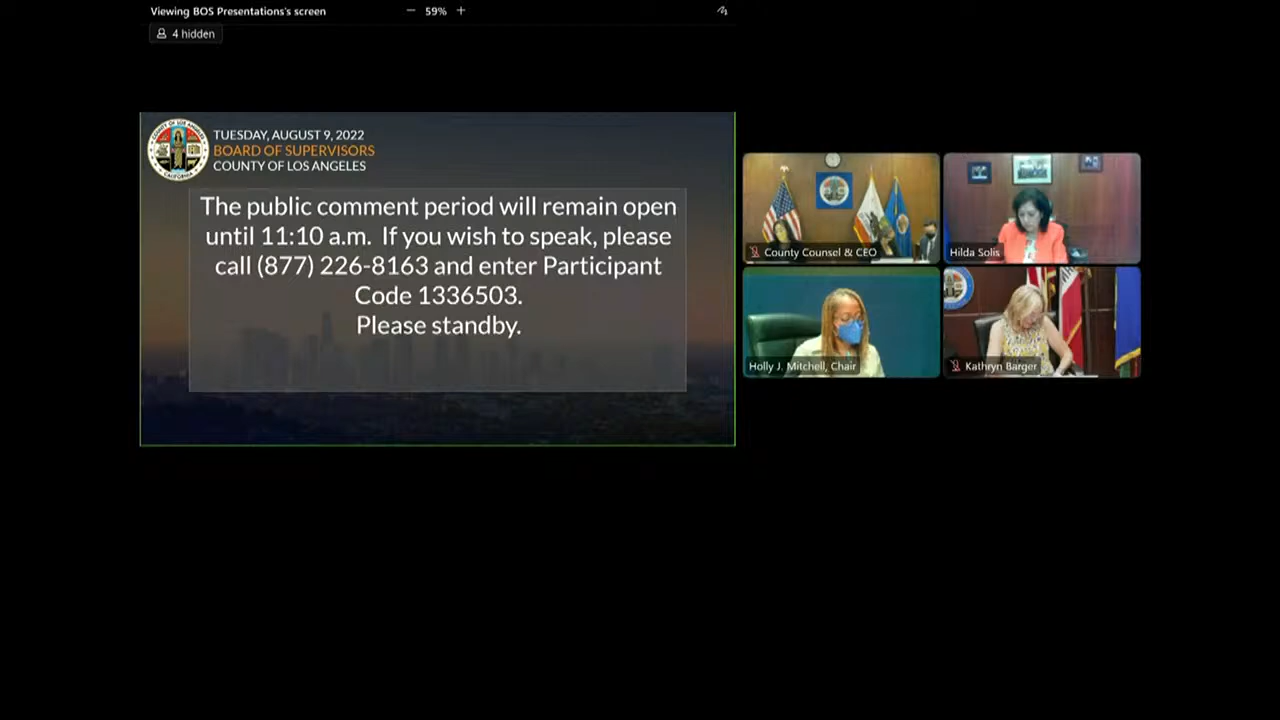 Viewing BOS Presentations's screen
59%
4 hidden
TUESDAY, AUGUST 9, 2022
BOARD OF SUPERVISORS
COUNTY OF LOS ANGELES
The public comment period will remain open
until 11:10 a.m. If you wish to speak, please
call (877) 226-8163 and enter Participant
Code 1336503.
Please standby.
County Counsel & CEO
Hilda Solis
Holly J. Mitchell, Chair
Kathryn Barger